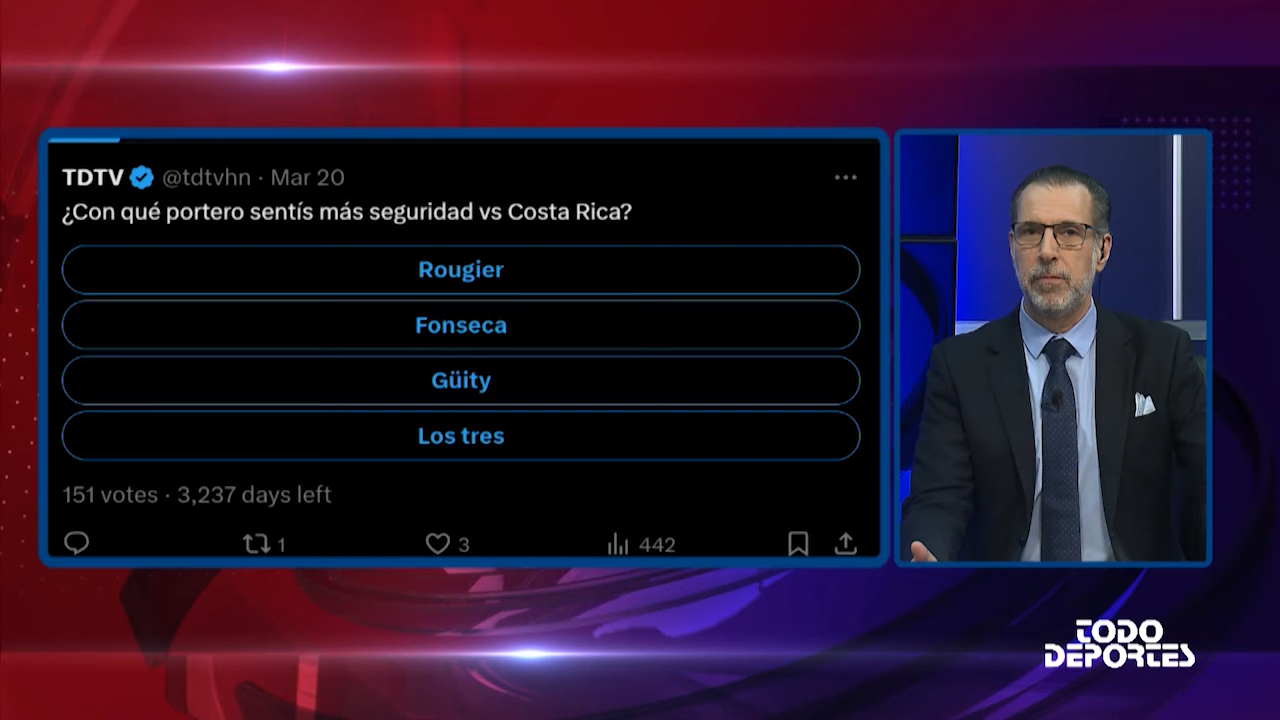 TDTV @tdtvhn · Mar 20
¿Con qué portero sentís más seguridad vs Costa Rica?
Rougier
Fonseca
Güity
Los tres
151 votes · 3,237 days left
1
3
442
TODO
DEPORTES